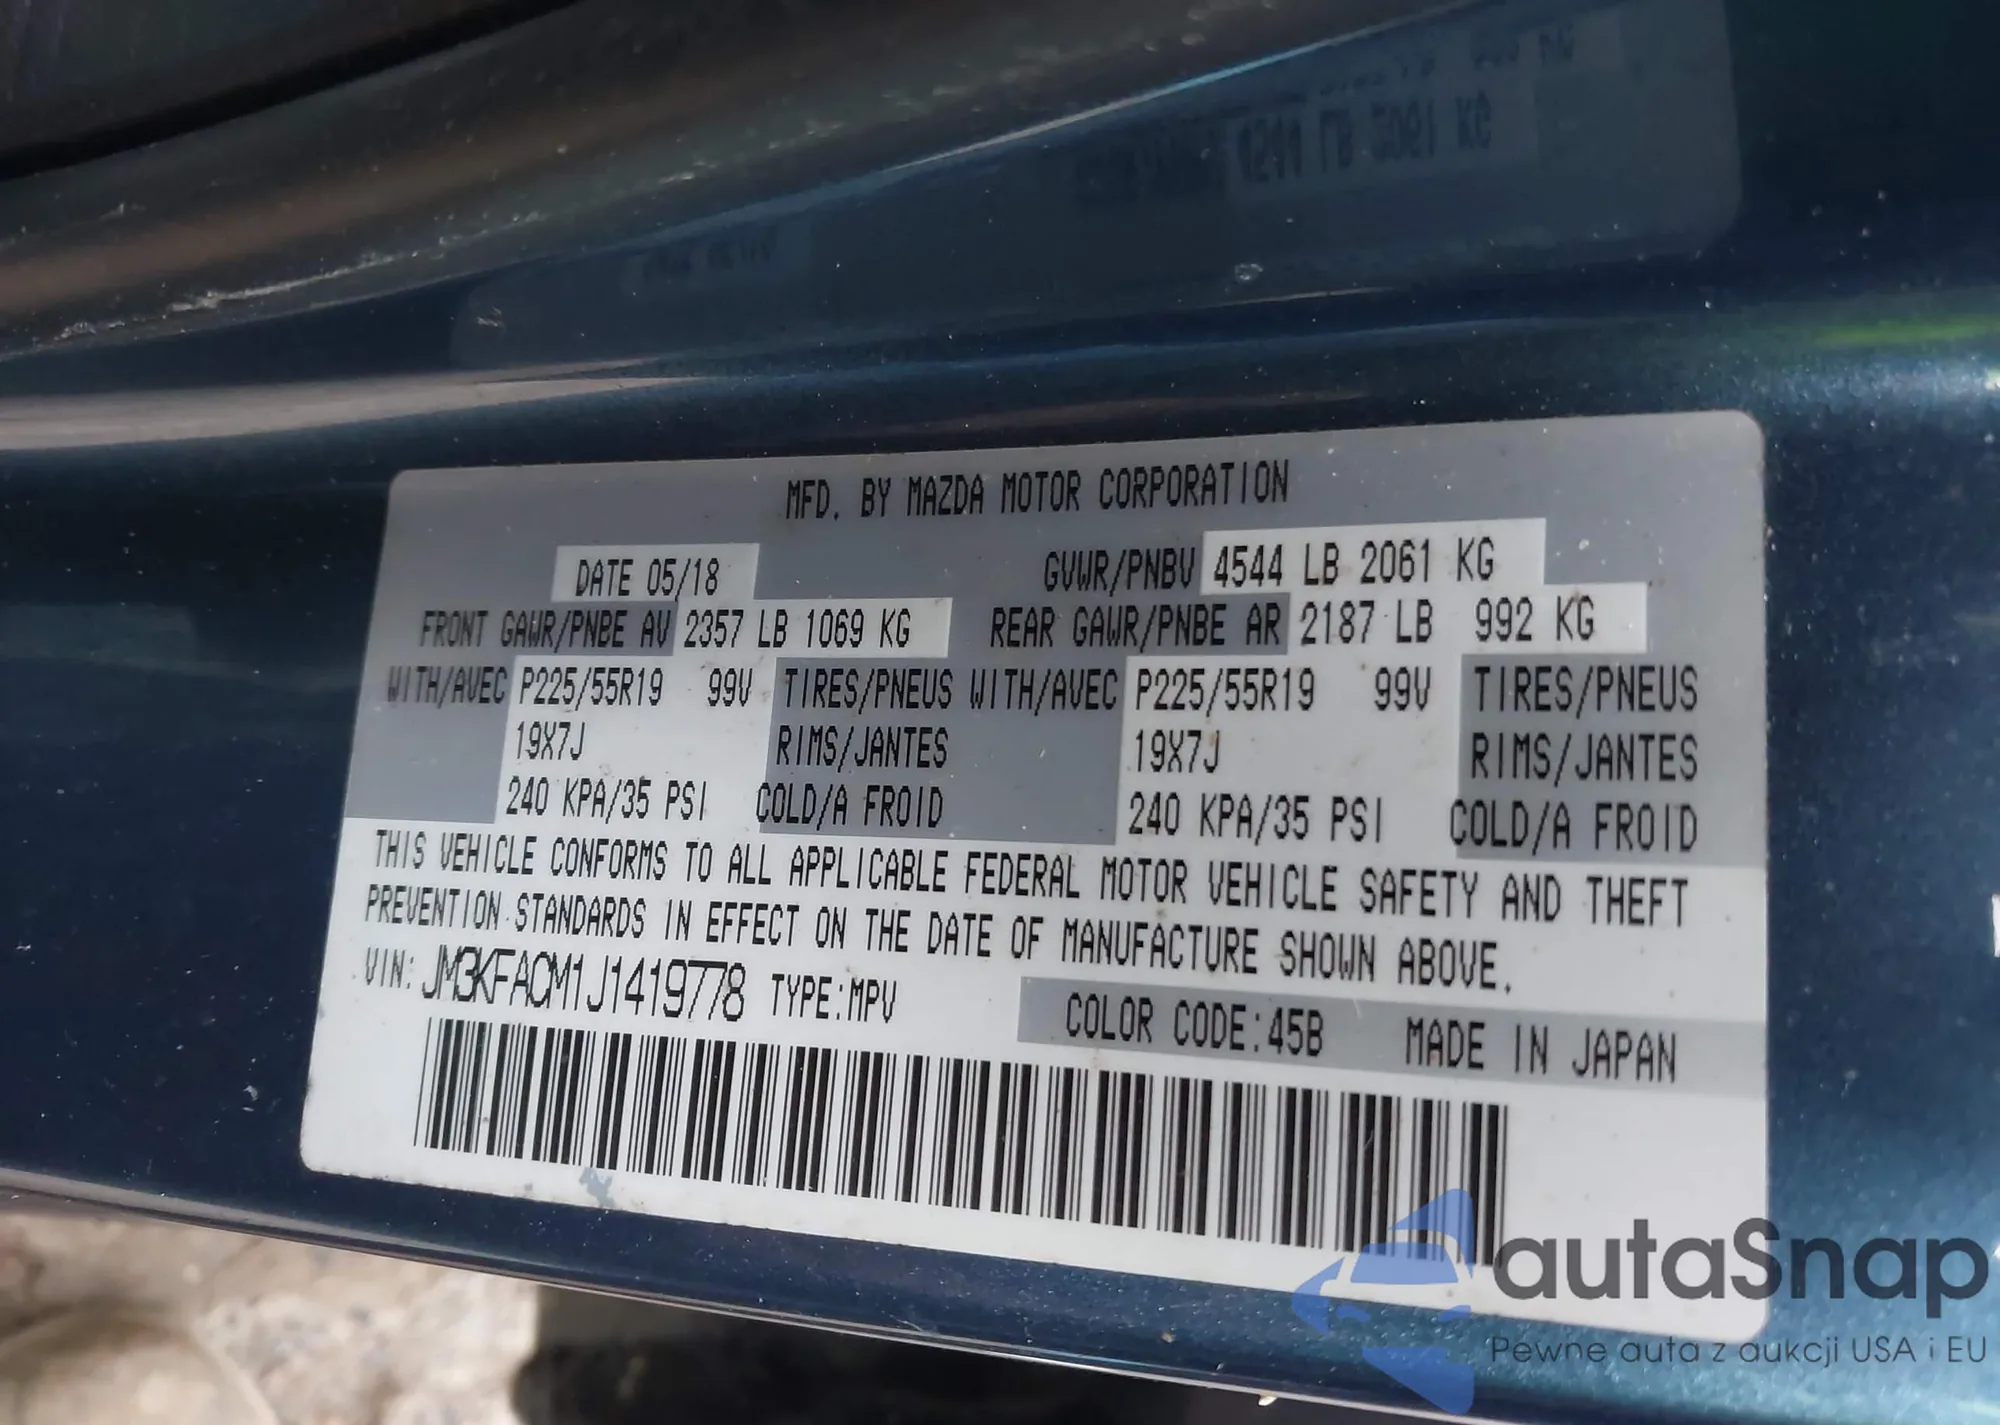 MFD. BY MAZDA MOTOR CORPORATION
DATE 05/18 GVWR/PNBV 4544 LB 2061 KG
FRONT GAWR/PNBE AV 2357 LB 1069 KG REAR GAWR/PNBE AR 2187 LB 992 KG
WITH/AVEC P225/55R19 99V TIRES/PNEUS WITH/AVEC P225/55R19 99V TIRES/PNEUS
19X7J RIMS/JANTES 19X7J RIMS/JANTES
240 KPA/35 PSI COLD/A FROID 240 KPA/35 PSI COLD/A FROID
THIS VEHICLE CONFORMS TO ALL APPLICABLE FEDERAL MOTOR VEHICLE SAFETY AND THEFT
PREVENTION STANDARDS IN EFFECT ON THE DATE OF MANUFACTURE SHOWN ABOVE.
VIN: JM3KFACM1J1419778 TYPE:MPV
COLOR CODE:45B MADE IN JAPAN
autaSnap
Pewne auta z aukcji USA i EU